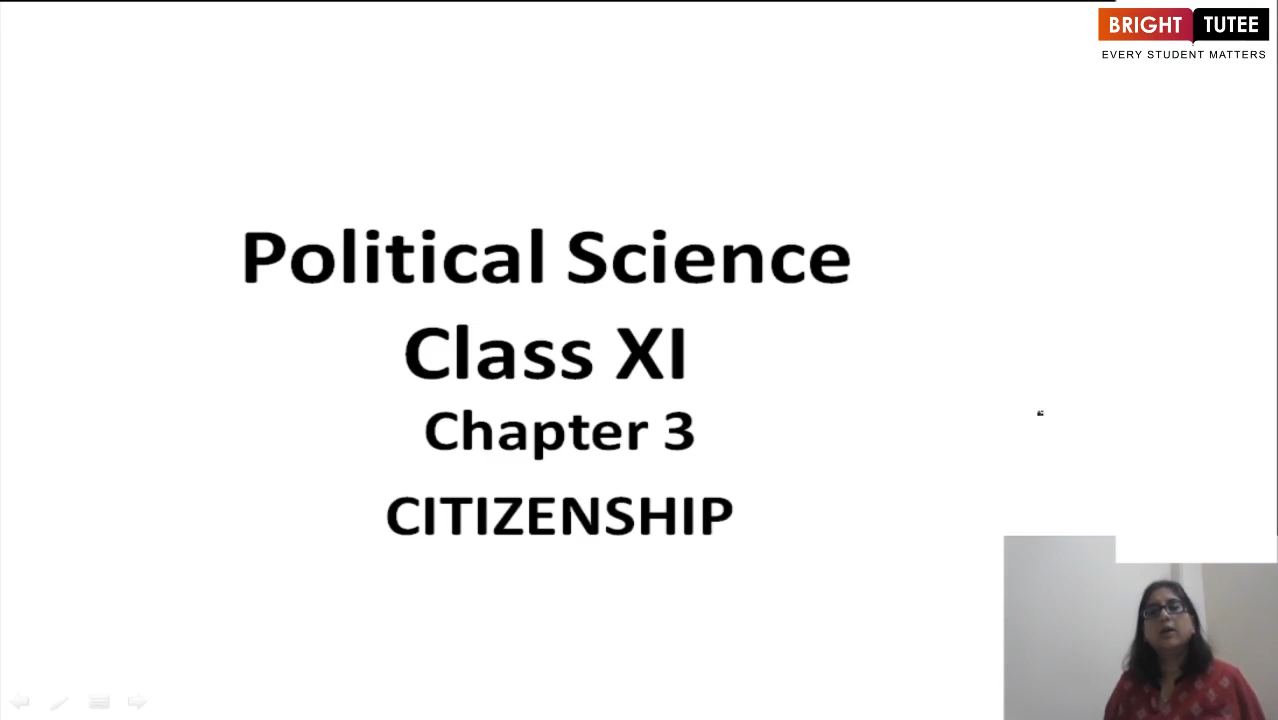 BRIGHT TUTEE
EVERY STUDENT MATTERS
Political Science
Class XI
Chapter 3
CITIZENSHIP